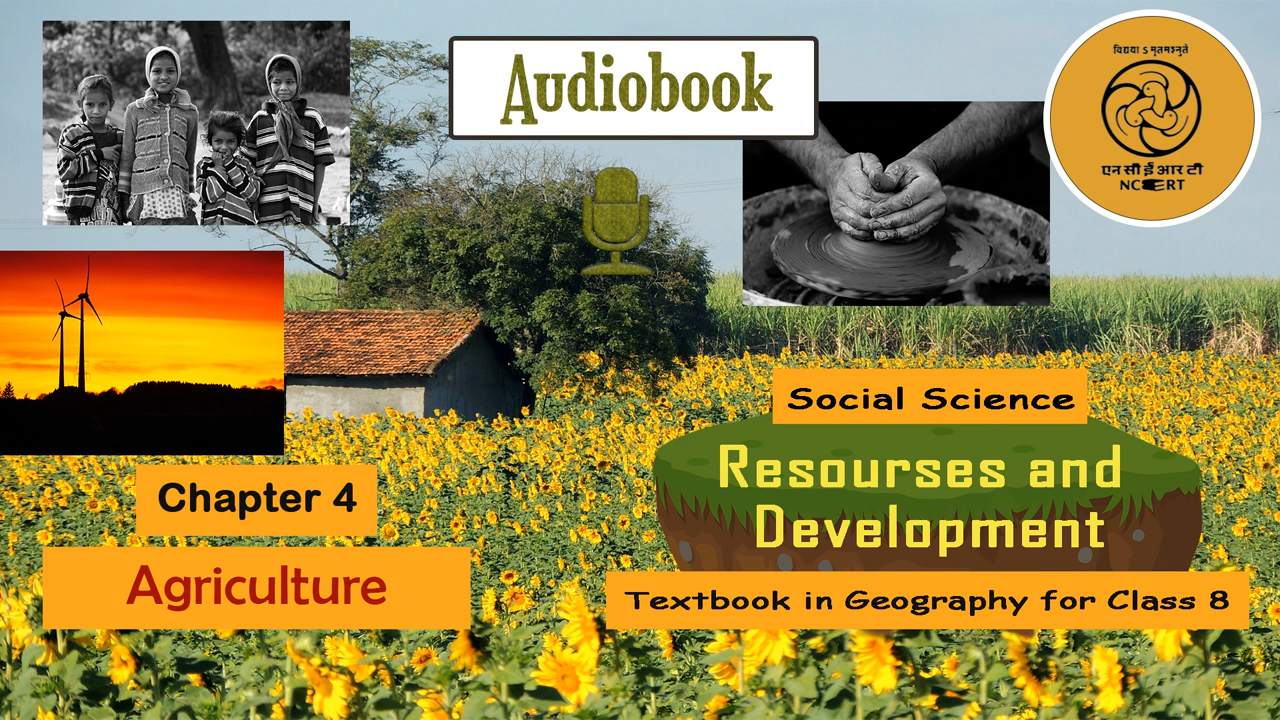 Audiobook
विद्यया ऽ मृतमश्नुते
एन सी ई आर टी
NCERT
Social Science
Resourses and
Development
Textbook in Geography for Class 8
Chapter 4
Agriculture